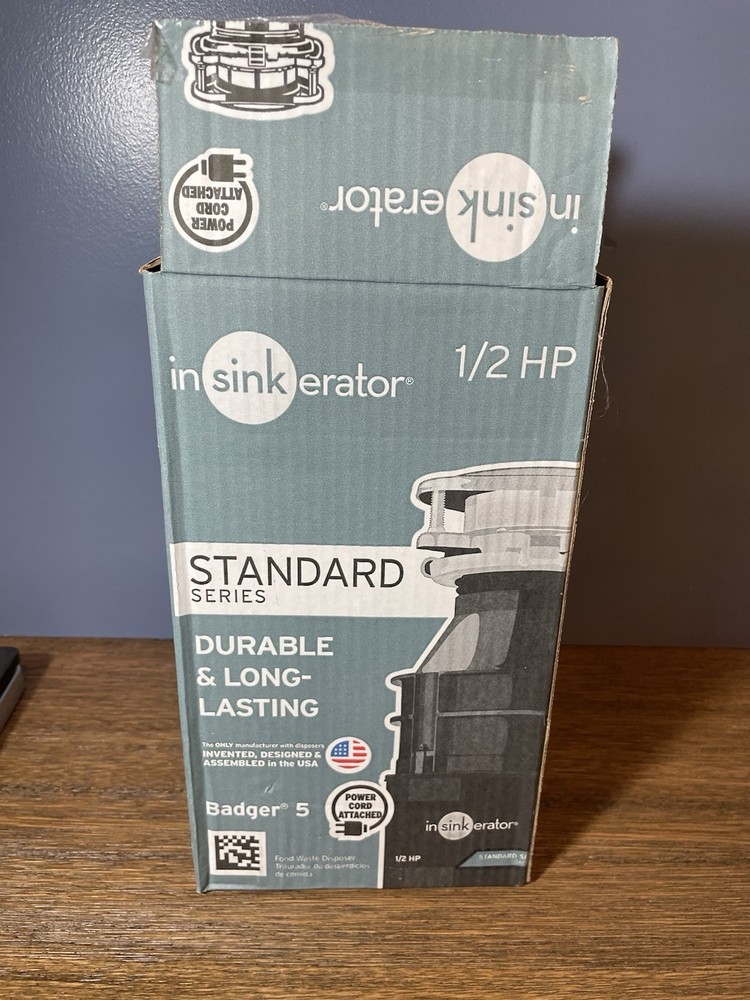 insinkerator®
POWER
CORD
ATTACHED
insinkerator®
1/2 HP
STANDARD
SERIES
DURABLE
& LONG-
LASTING
The ONLY manufacturer with disposers
INVENTED, DESIGNED &
ASSEMBLED in the USA
Badger® 5
POWER
CORD
ATTACHED
Food Waste Disposer
Triturador de desperdicios
de comida
insinkerator®
1/2 HP
STANDARD